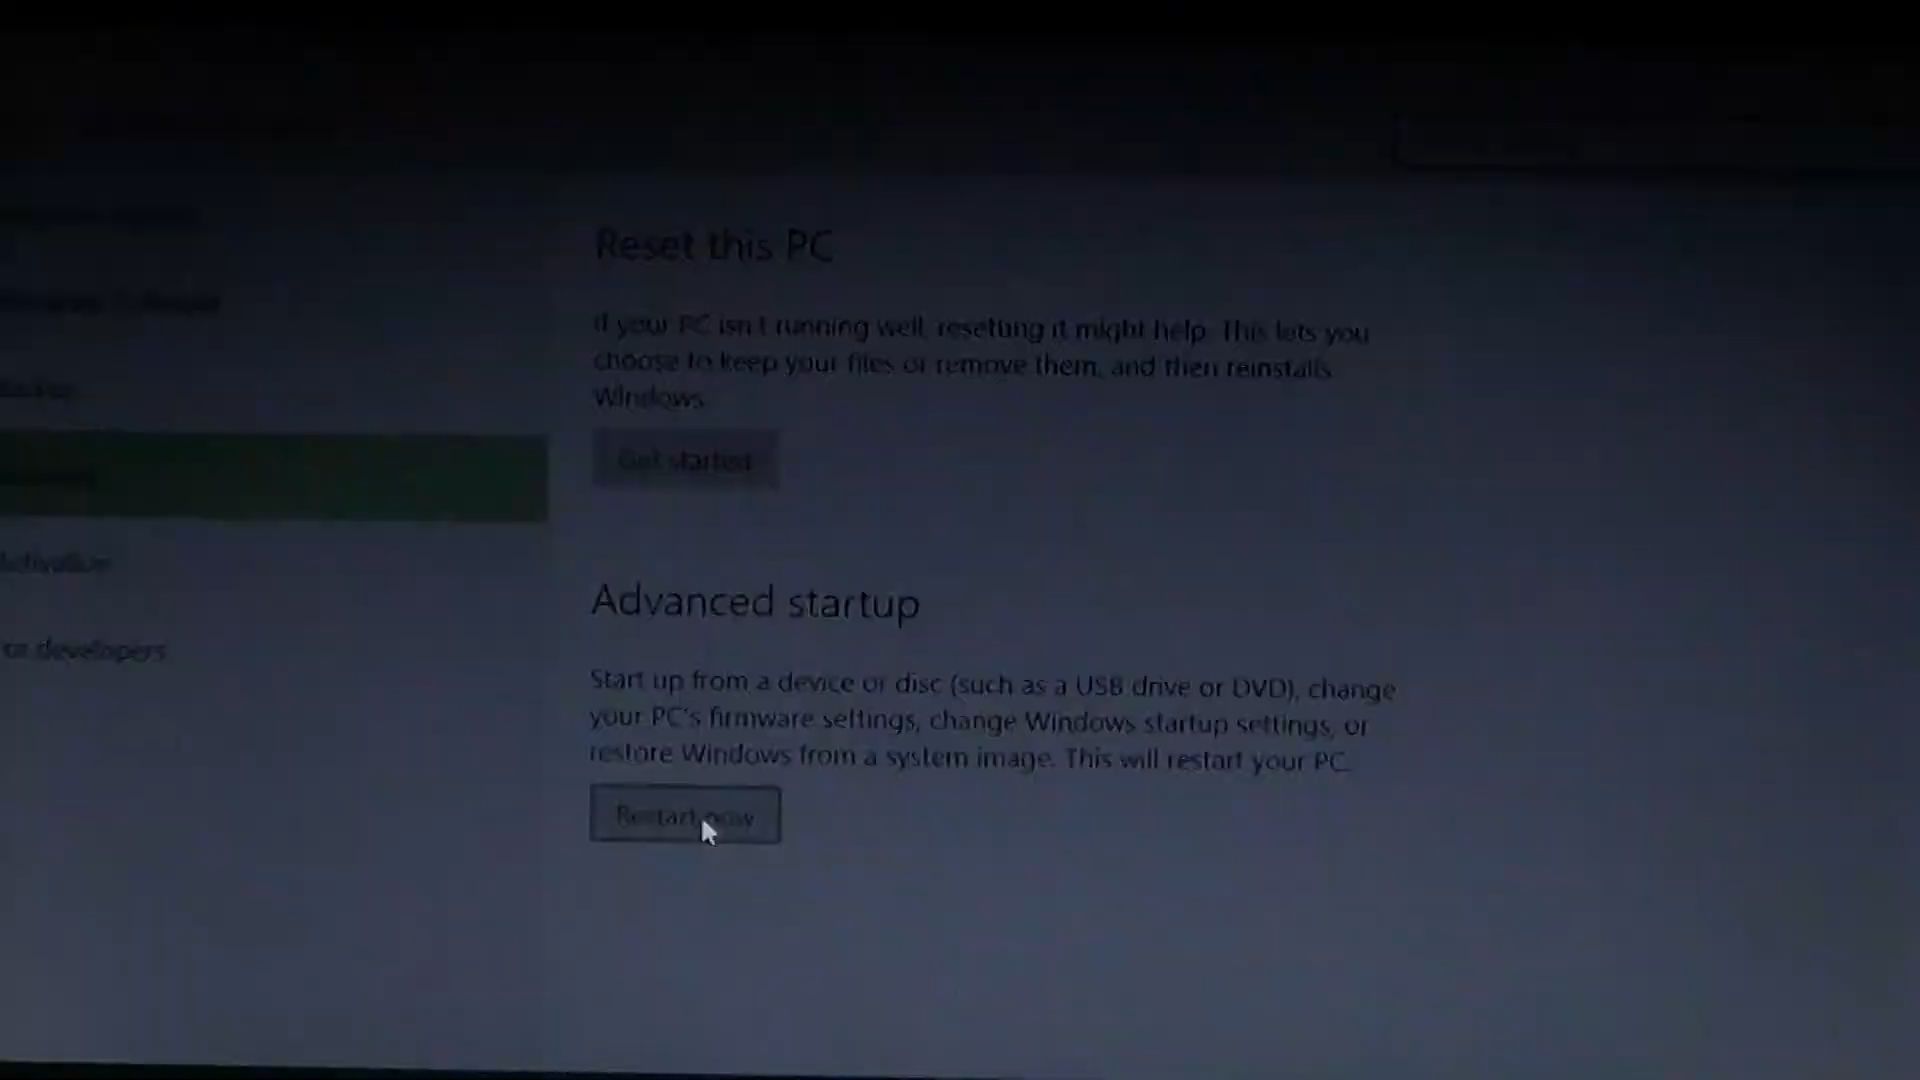 Reset this PC
If your PC isn't running well, resetting it might help. This lets you
choose to keep your files or remove them, and then reinstalls
Windows.
Get started
Activation
Advanced startup
or developers
Start up from a device or disc (such as a USB drive or DVD), change
your PC's firmware settings, change Windows startup settings, or
restore Windows from a system image. This will restart your PC.
Restart now